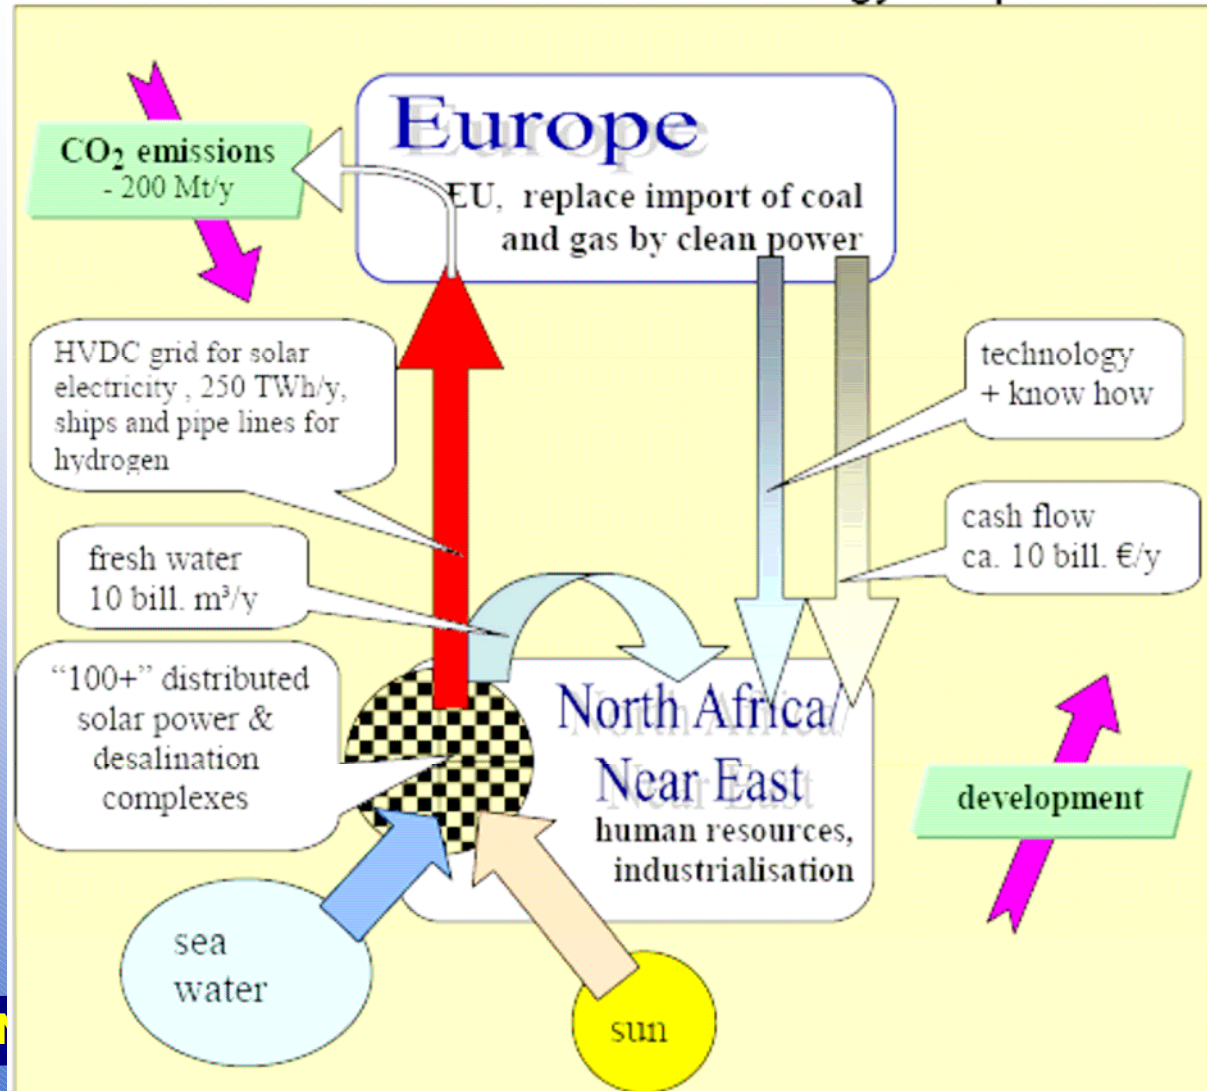 Europe
EU, replace import of coal
and gas by clean power
CO₂ emissions
- 200 Mt/y
HVDC grid for solar
electricity , 250 TWh/y,
ships and pipe lines for
hydrogen
technology
+ know how
cash flow
ca. 10 bill. €/y
fresh water
10 bill. m³/y
“100+” distributed
solar power &
desalination
complexes
North Africa/
Near East
human resources,
industrialisation
development
sea
water
sun